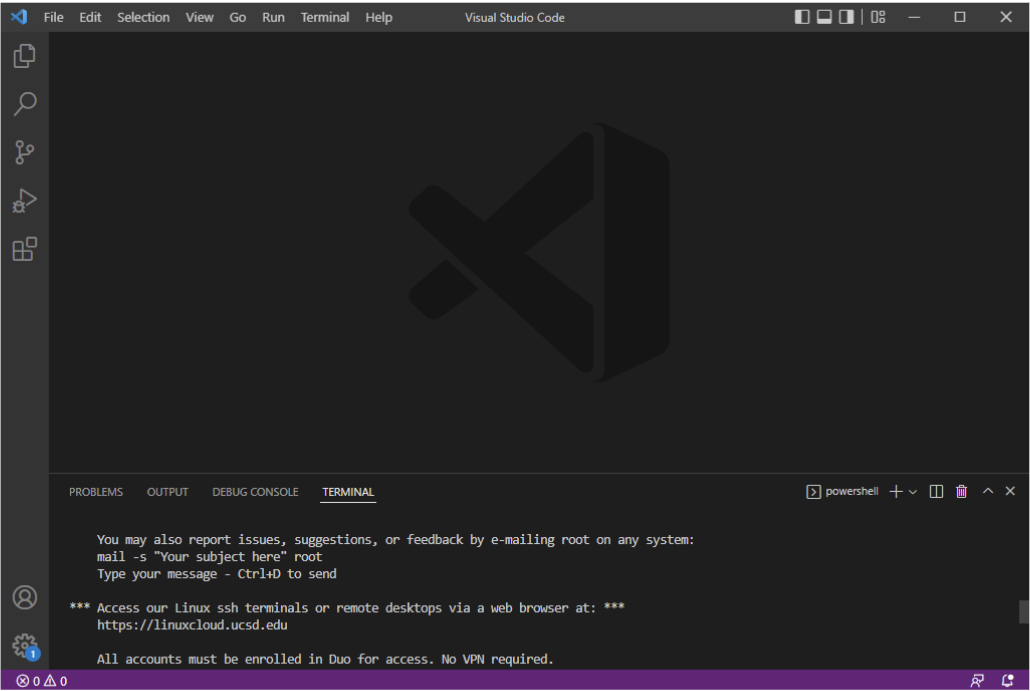 File Edit Selection View Go Run Terminal Help Visual Studio Code
PROBLEMS OUTPUT DEBUG CONSOLE TERMINAL powershell
You may also report issues, suggestions, or feedback by e-mailing root on any system:
mail -s "Your subject here" root
Type your message - Ctrl+D to send
*** Access our Linux ssh terminals or remote desktops via a web browser at: ***
https://linuxcloud.ucsd.edu
All accounts must be enrolled in Duo for access. No VPN required.
1
0 0